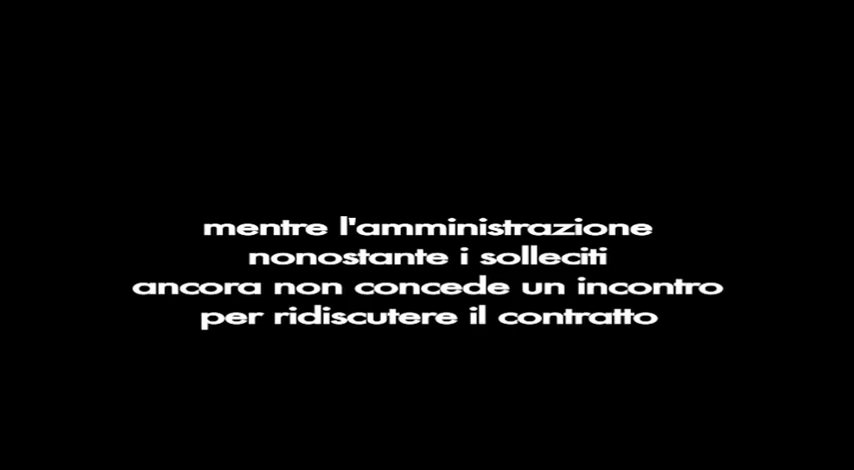 mentre l'amministrazione
nonostante i solleciti
ancora non concede un incontro
per ridiscutere il contratto